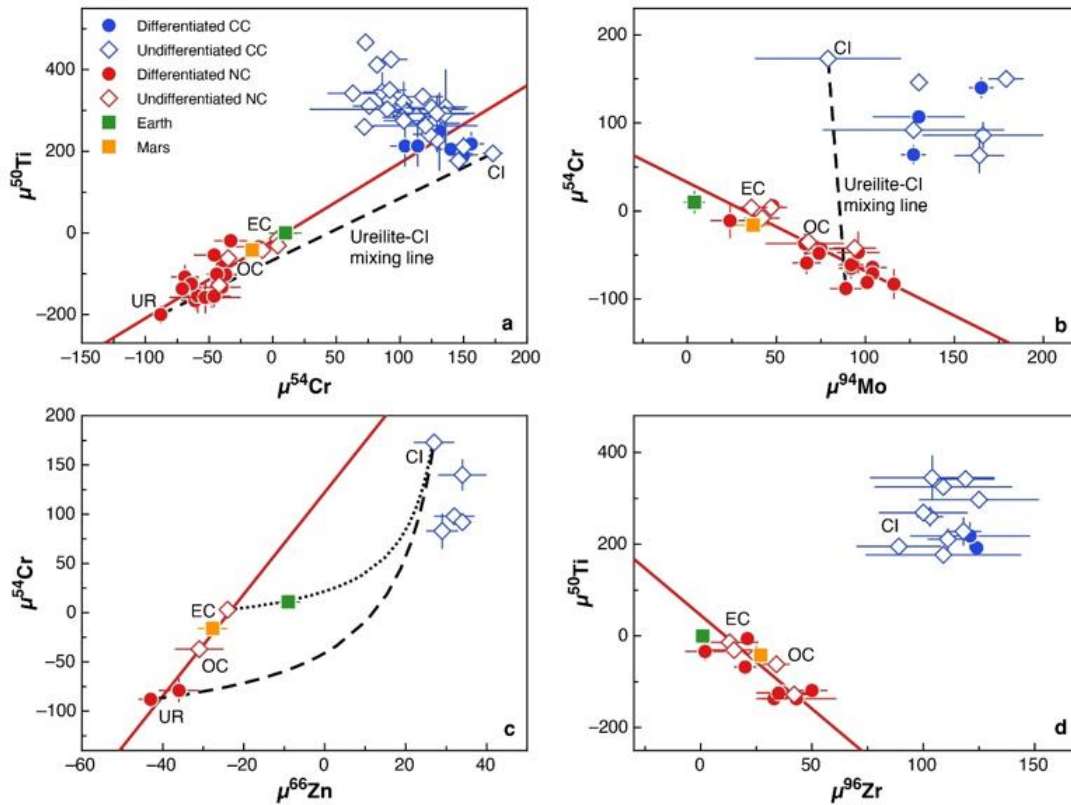 400
200
0
−200
μ50Ti
Differentiated CC
Undifferentiated CC
Differentiated NC
Undifferentiated NC
Earth
Mars
CI
EC
OC
UR
Ureilite-CI
mixing line
a
−150 −100 −50 0 50 100 150 200
μ54Cr
200
100
0
−100
μ54Cr
CI
EC
OC
Ureilite-CI
mixing line
b
0 50 100 150 200
μ94Mo
200
150
100
50
0
−50
−100
μ54Cr
CI
EC
OC
UR
c
−60 −40 −20 0 20 40
μ66Zn
400
200
0
−200
μ50Ti
CI
EC
OC
d
0 50 100 150
μ96Zr